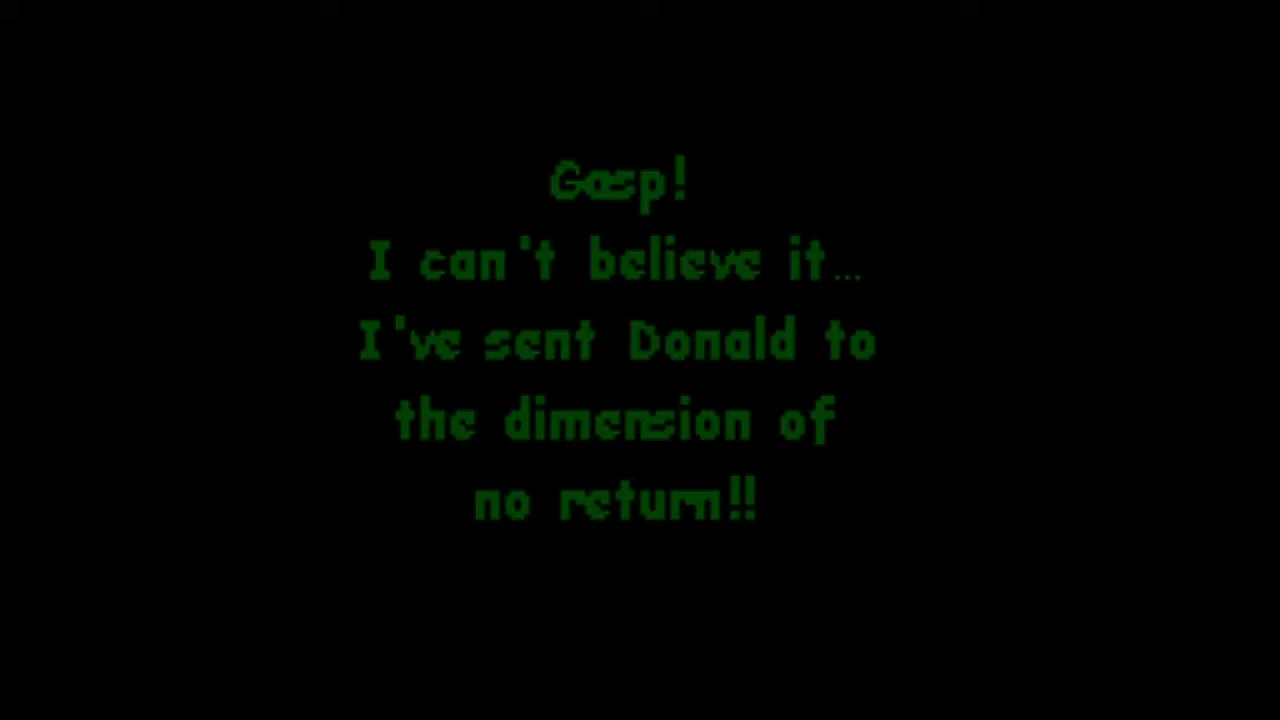 Gasp!
I can't believe it...
I've sent Donald to
the dimension of
no return!!